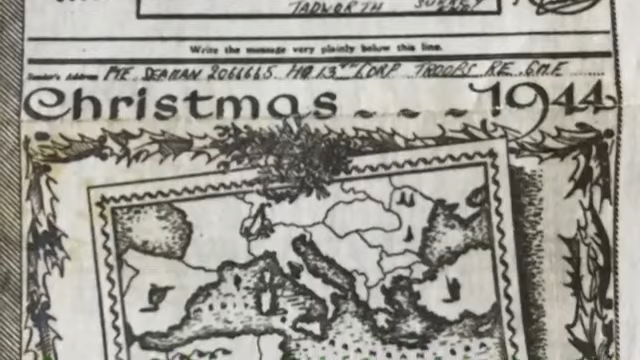 TADWORTH SURREY
Write the message very plainly below this line.
Sender's Address PTE. SEAMAN 2066665 HQ 13TH CORP TROOPS RE. C.M.F.
Christmas - - - 1944